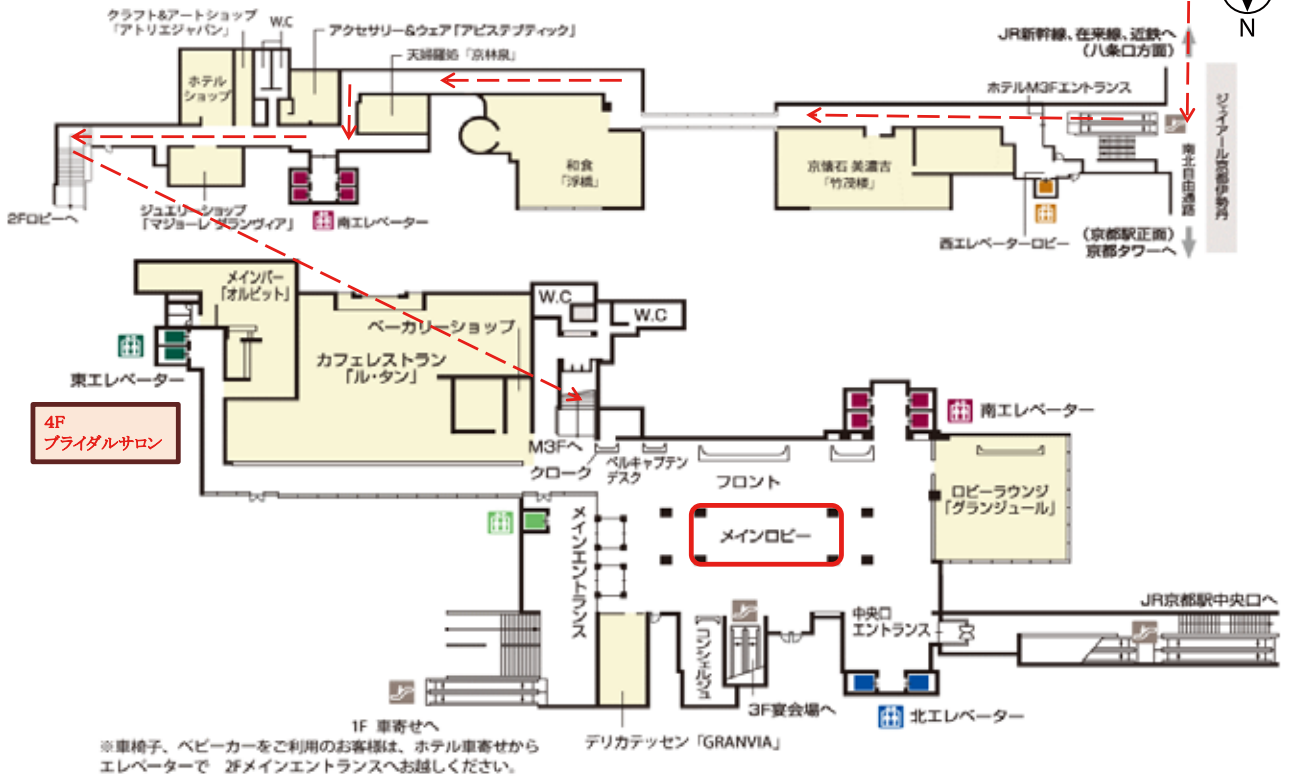 クラフト&アートショップ
「アトリエジャパン」
W.C
アクセサリー&ウェア「アピステプティック」
天婦羅処「京林泉」
ホテル
ショップ
和食
「浮橋」
ジュエリーショップ
「マジョーレ ダランヴィア」
南エレベーター
2Fロビーへ
N
JR新幹線、在来線、近鉄へ
(八条口方面)
ホテルM3Fエントランス
京懐石 美濃吉
「竹茂楼」
西エレベーターロビー
南北自由通路
ジェイアール京都伊勢丹
(京都駅正面)
京都タワーへ
メインバー
「オルビット」
ベーカリーショップ
カフェレストラン
「ル・タン」
W.C
W.C
東エレベーター
4F
ブライダルサロン
M3Fへ
クローク
ベルキャプテン
デスク
フロント
南エレベーター
ロビーラウンジ
「グランジュール」
メインロビー
メインエントランス
コンシェルジュ
中央口
エントランス
JR京都駅中央口へ
3F宴会場へ
北エレベーター
1F 車寄せへ
デリカテッセン「GRANVIA」
※車椅子、ベビーカーをご利用のお客様は、ホテル車寄せから
エレベーターで 2Fメインエントランスへお越しください。